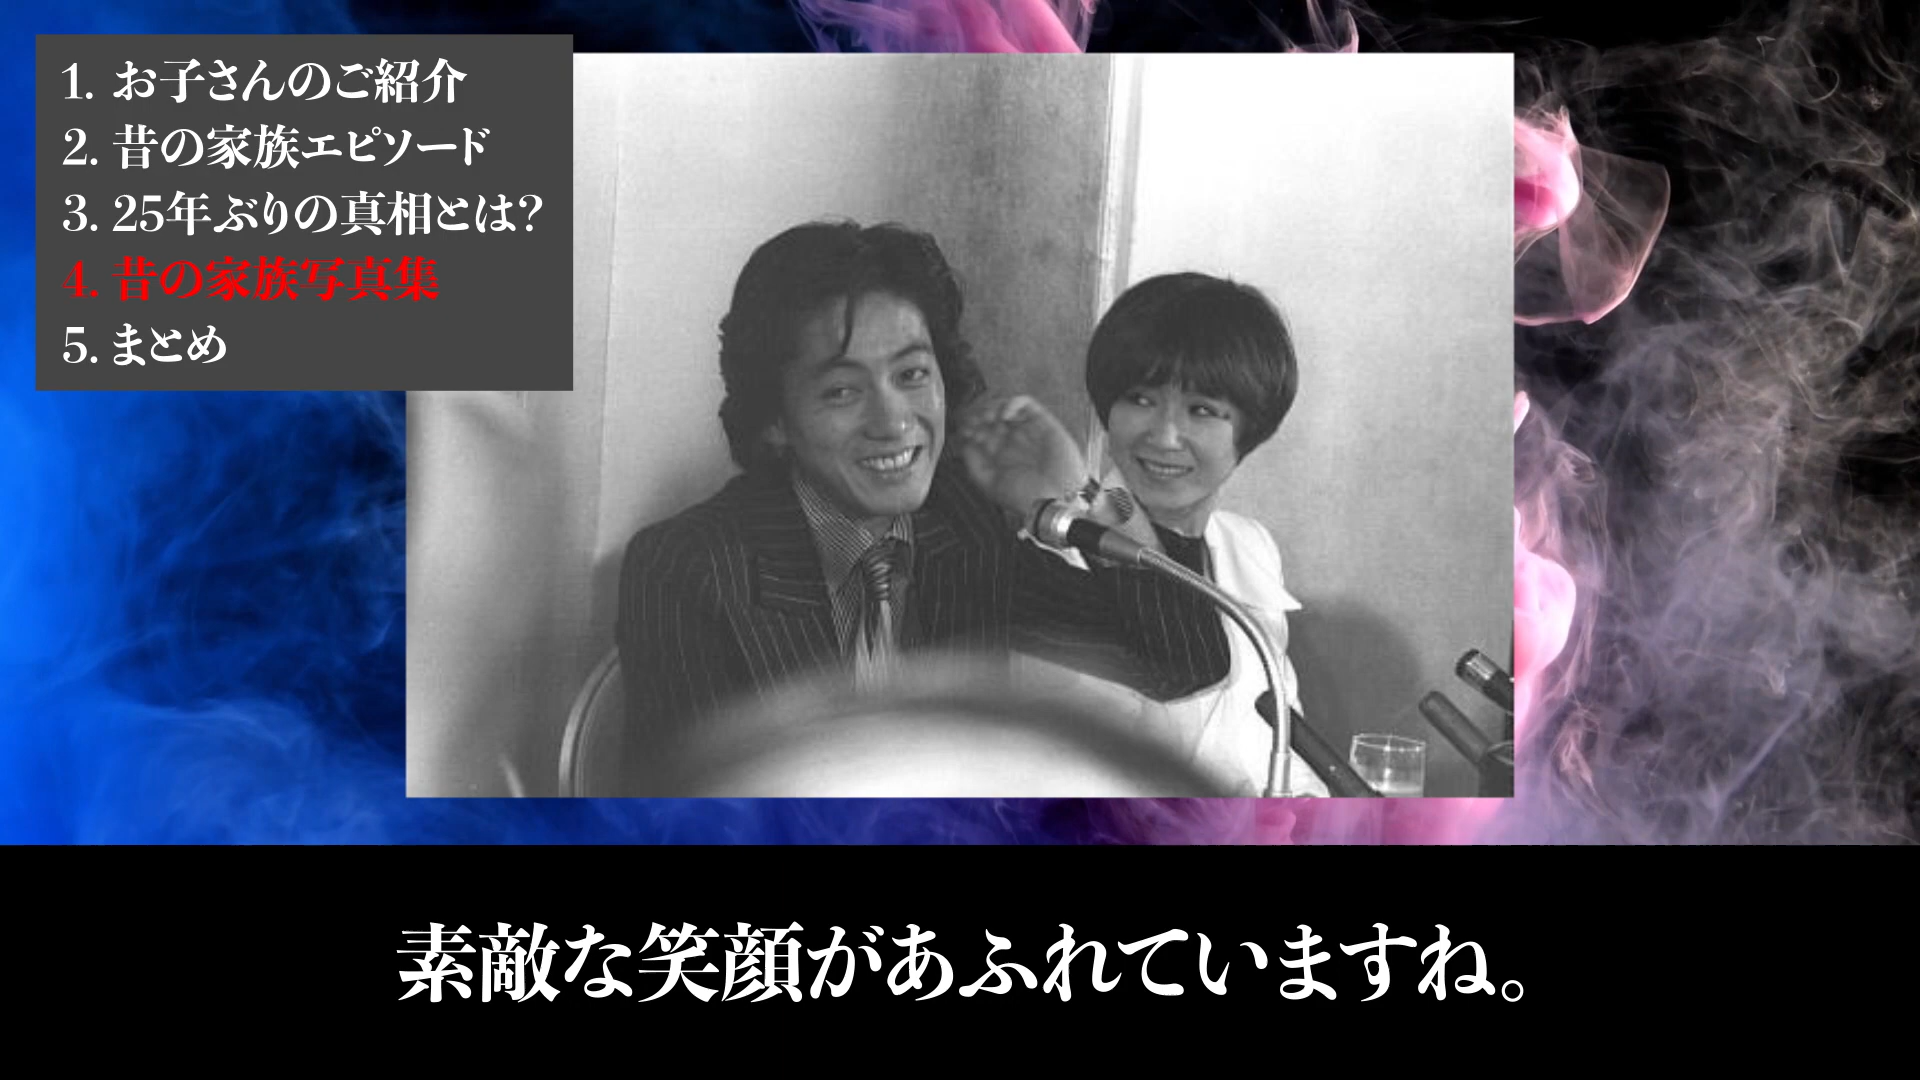 1. お子さんのご紹介
2. 昔の家族エピソード
3. 25年ぶりの真相とは?
4. 昔の家族写真集
5. まとめ
素敵な笑顔があふれていますね。